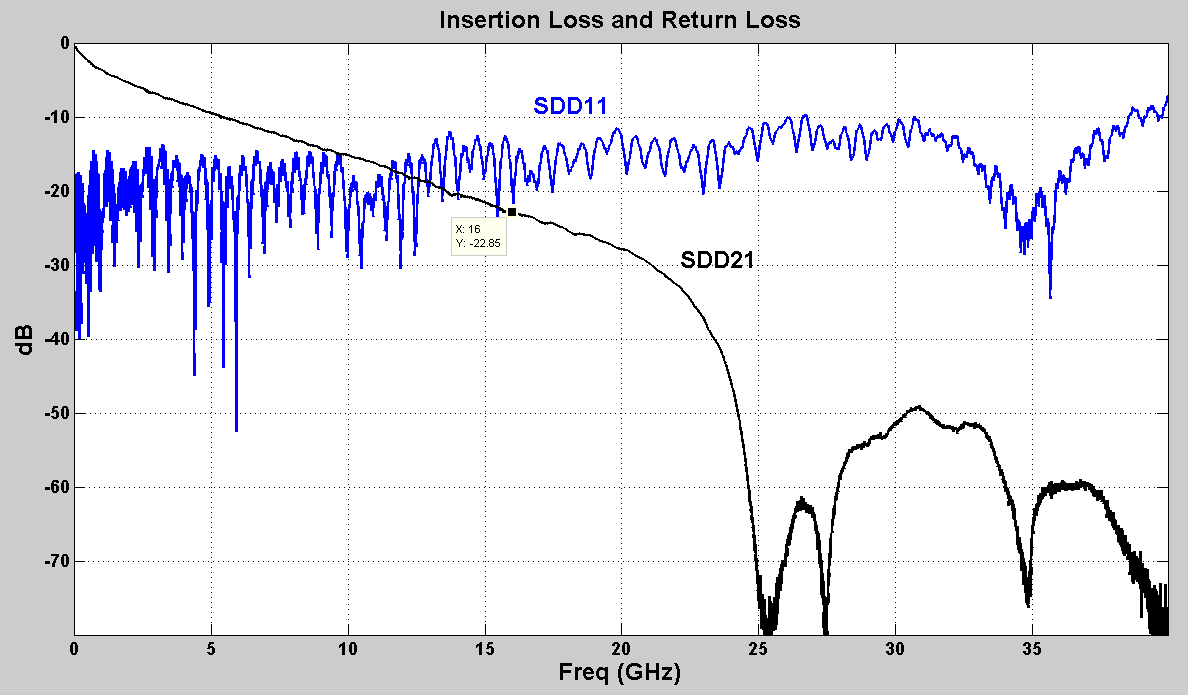 Insertion Loss and Return Loss
0
-10
-20
-30
-40
-50
-60
-70
dB
SDD11
X: 16
Y: -22.85
SDD21
0 5 10 15 20 25 30 35
Freq (GHz)